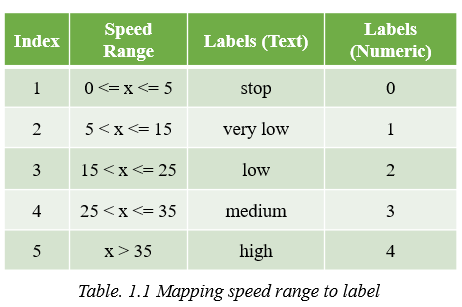 Index Speed Range Labels (Text) Labels (Numeric)
1 0 <= x <= 5 stop 0
2 5 < x <= 15 very low 1
3 15 < x <= 25 low 2
4 25 < x <= 35 medium 3
5 x > 35 high 4
Table. 1.1 Mapping speed range to label